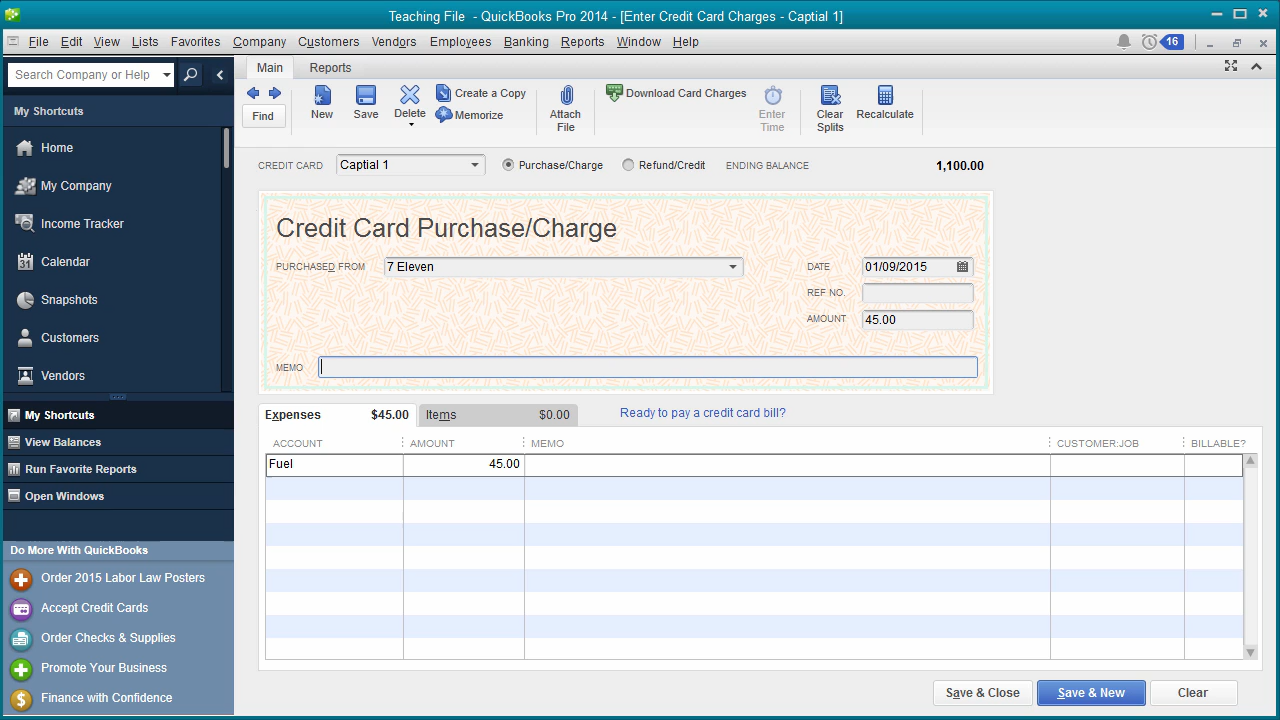 Teaching File - QuickBooks Pro 2014 - [Enter Credit Card Charges - Captial 1]
File Edit View Lists Favorites Company Customers Vendors Employees Banking Reports Window Help 16
Search Company or Help
My Shortcuts
Home
My Company
Income Tracker
31
Calendar
Snapshots
Customers
Vendors
My Shortcuts
View Balances
Run Favorite Reports
Open Windows
Do More With QuickBooks
Order 2015 Labor Law Posters
Accept Credit Cards
Order Checks & Supplies
Promote Your Business
$
Finance with Confidence
Main Reports
Find
New
Save
Delete
Create a Copy
Memorize
Attach
File
Download Card Charges
Enter
Time
Clear
Splits
Recalculate
CREDIT CARD Captial 1 Purchase/Charge Refund/Credit ENDING BALANCE 1,100.00
Credit Card Purchase/Charge
PURCHASED FROM 7 Eleven DATE 01/09/2015
REF NO.
AMOUNT 45.00
MEMO
Expenses $45.00 Items $0.00 Ready to pay a credit card bill?
ACCOUNT AMOUNT MEMO CUSTOMER:JOB BILLABLE?
Fuel 45.00
Save & Close Save & New Clear